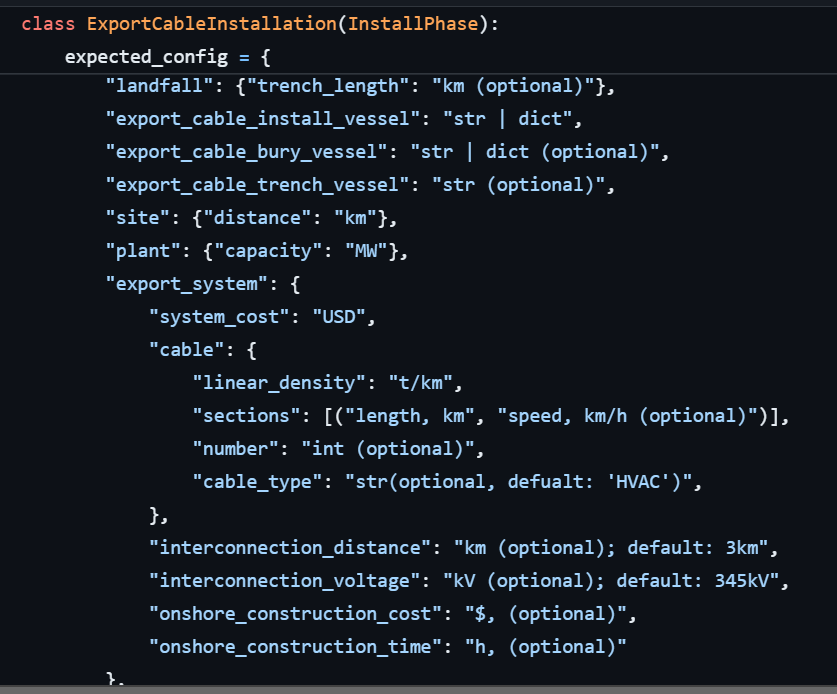 class ExportCableInstallation(InstallPhase):
expected_config = {
"landfall": {"trench_length": "km (optional)"},
"export_cable_install_vessel": "str | dict",
"export_cable_bury_vessel": "str | dict (optional)",
"export_cable_trench_vessel": "str (optional)",
"site": {"distance": "km"},
"plant": {"capacity": "MW"},
"export_system": {
"system_cost": "USD",
"cable": {
"linear_density": "t/km",
"sections": [("length, km", "speed, km/h (optional)")],
"number": "int (optional)",
"cable_type": "str(optional, defualt: 'HVAC')",
},
"interconnection_distance": "km (optional); default: 3km",
"interconnection_voltage": "kV (optional); default: 345kV",
"onshore_construction_cost": "$, (optional)",
"onshore_construction_time": "h, (optional)"
},